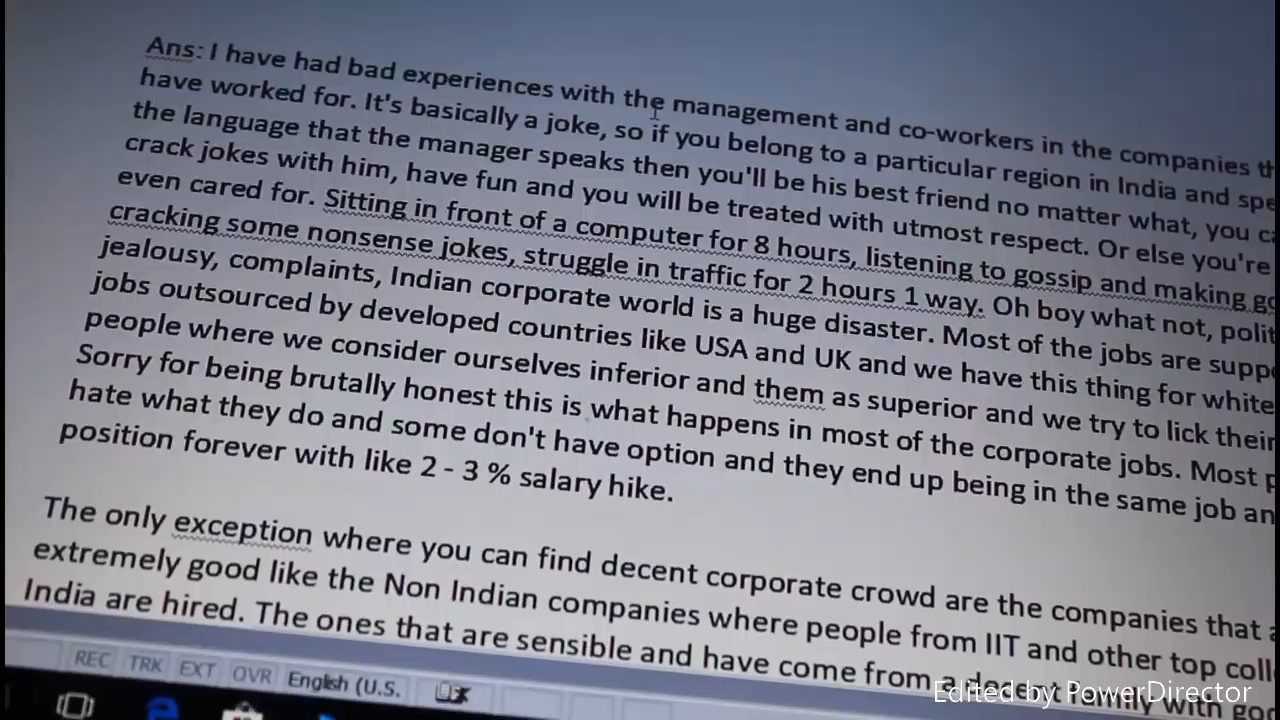 Ans: I have had bad experiences with the management and co-workers in the companies th
have worked for. It's basically a joke, so if you belong to a particular region in India and spe
the language that the manager speaks then you'll be his best friend no matter what, you ca
crack jokes with him, have fun and you will be treated with utmost respect. Or else you're
even cared for. Sitting in front of a computer for 8 hours, listening to gossip and making go
cracking some nonsense jokes, struggle in traffic for 2 hours 1 way. Oh boy what not, polit
jealousy, complaints, Indian corporate world is a huge disaster. Most of the jobs are suppo
jobs outsourced by developed countries like USA and UK and we have this thing for white
people where we consider ourselves inferior and them as superior and we try to lick their
Sorry for being brutally honest this is what happens in most of the corporate jobs. Most p
hate what they do and some don't have option and they end up being in the same job an
position forever with like 2 - 3 % salary hike.
The only exception where you can find decent corporate crowd are the companies that a
extremely good like the Non Indian companies where people from IIT and other top coll
India are hired. The ones that are sensible and have come from a decent family with goo
REC TRK EXT OVR English (U.S.
Edited by PowerDirector